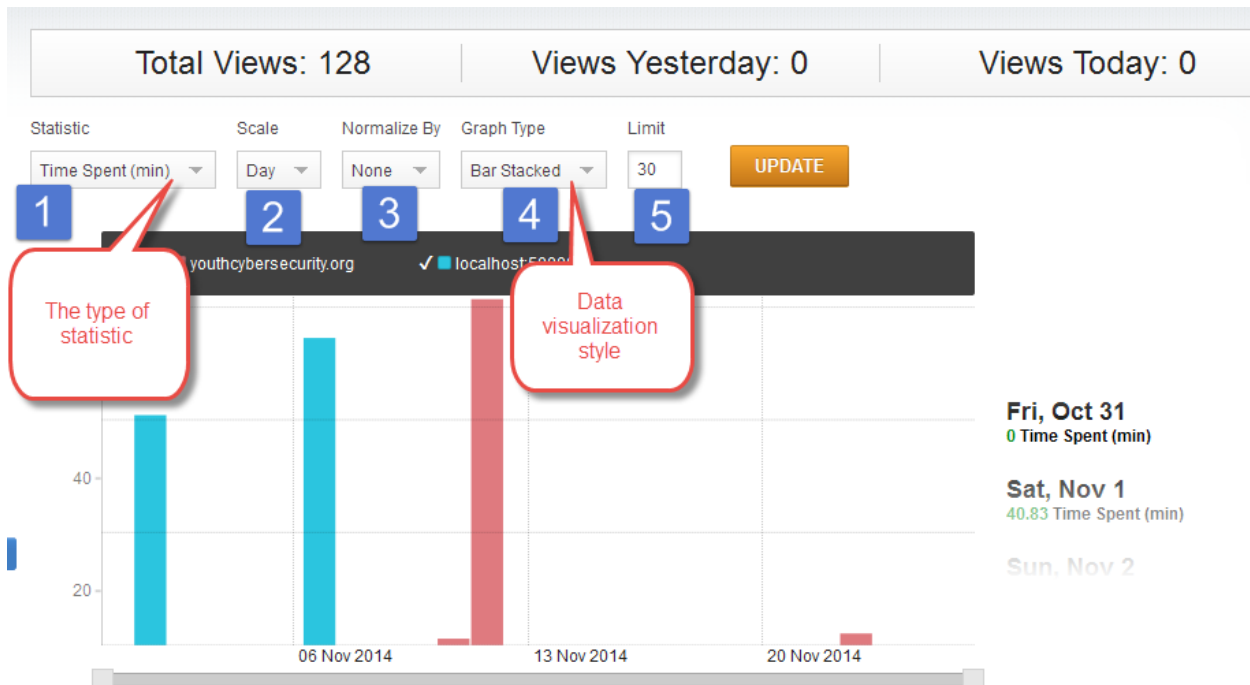 Total Views: 128 Views Yesterday: 0 Views Today: 0
Statistic Scale Normalize By Graph Type Limit
Time Spent (min) Day None Bar Stacked 30 UPDATE
1 2 3 4 5
youthcybersecurity.org ✓ localhost:
The type of
statistic
Data
visualization
style
Fri, Oct 31
0 Time Spent (min)
40
Sat, Nov 1
40.83 Time Spent (min)
Sun, Nov 2
20
06 Nov 2014 13 Nov 2014 20 Nov 2014